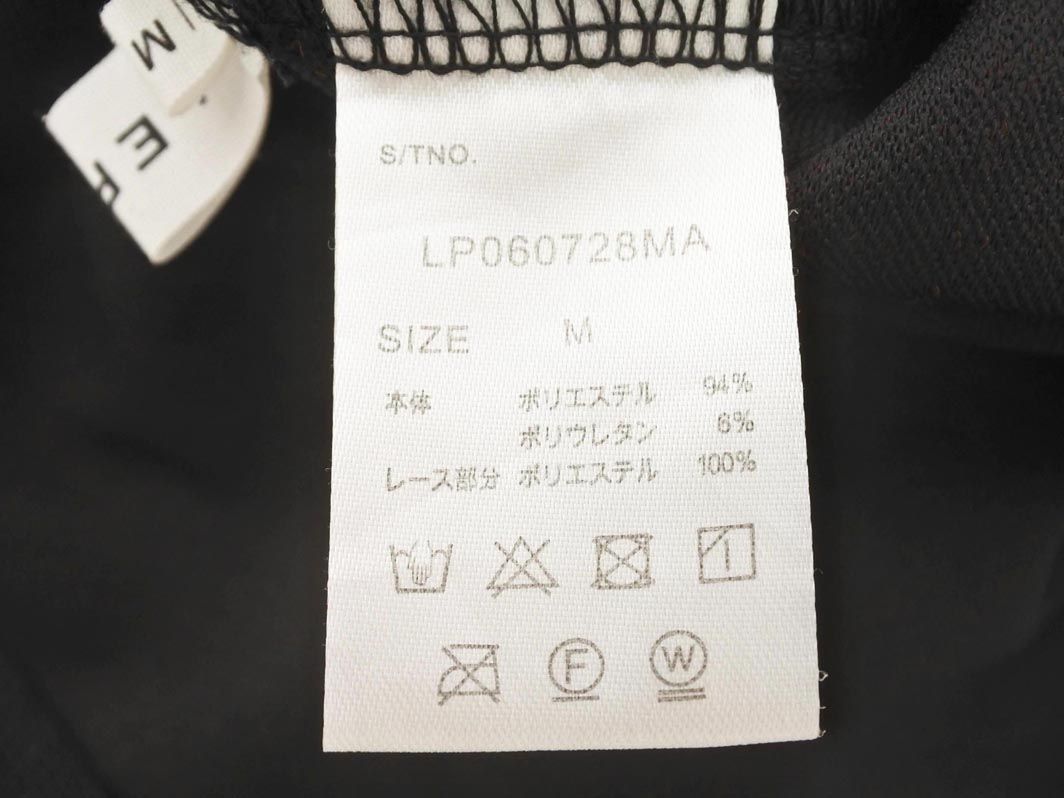 M
EP
S/TNO.
LP060728MA
SIZE M
本体 ポリエステル 94%
ポリウレタン 6%
レース部分 ポリエステル 100%
F W